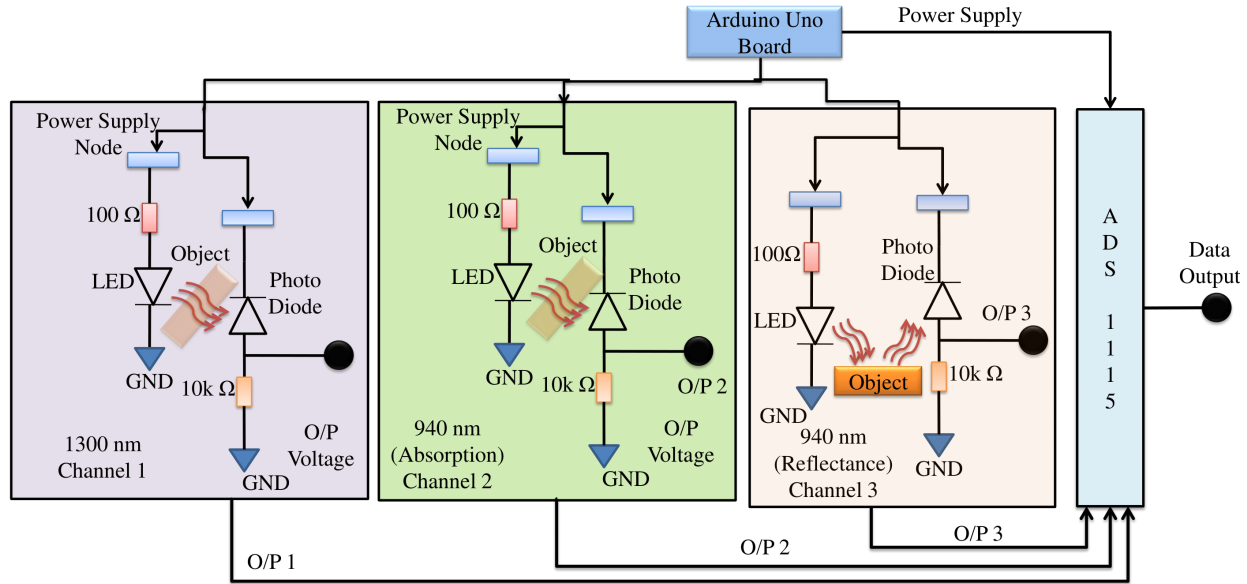 Arduino Uno
Board
Power Supply
Power Supply
Node
100 Ω
Object
LED
Photo
Diode
GND
10k Ω
1300 nm
Channel 1
O/P
Voltage
GND
Power Supply
Node
100 Ω
Object
LED
Photo
Diode
GND
10k Ω
O/P 2
940 nm
(Absorption)
Channel 2
O/P
Voltage
GND
100Ω
Photo
Diode
LED
O/P 3
Object
10k Ω
GND
940 nm
(Reflectance)
Channel 3
GND
A
D
S
1
1
1
5
Data
Output
O/P 1
O/P 2
O/P 3